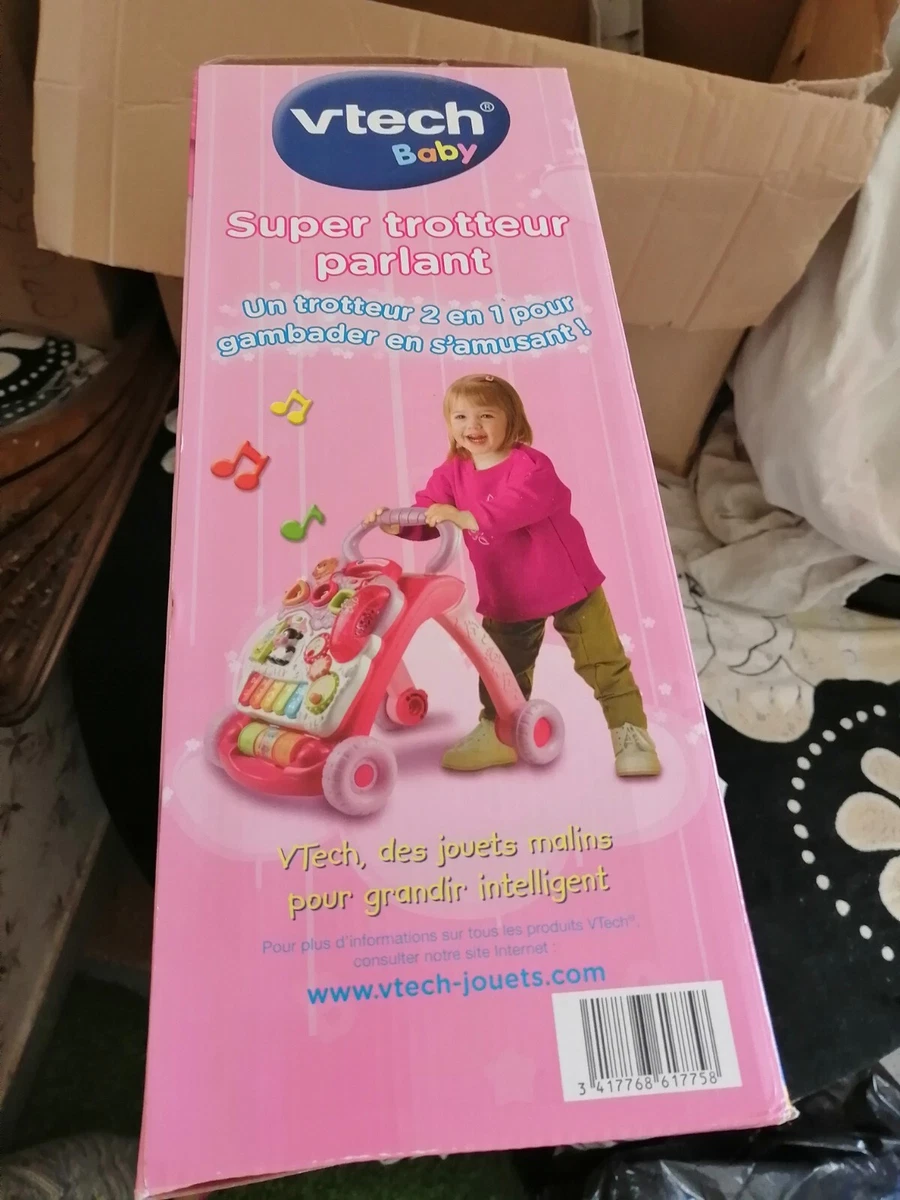 vtech®
Baby
Super trotteur
parlant
Un trotteur 2 en 1 pour
gambader en s'amusant !
VTech, des jouets malins
pour grandir intelligent
Pour plus d'informations sur tous les produits VTech®,
consulter notre site Internet :
www.vtech-jouets.com
3 417768 617758